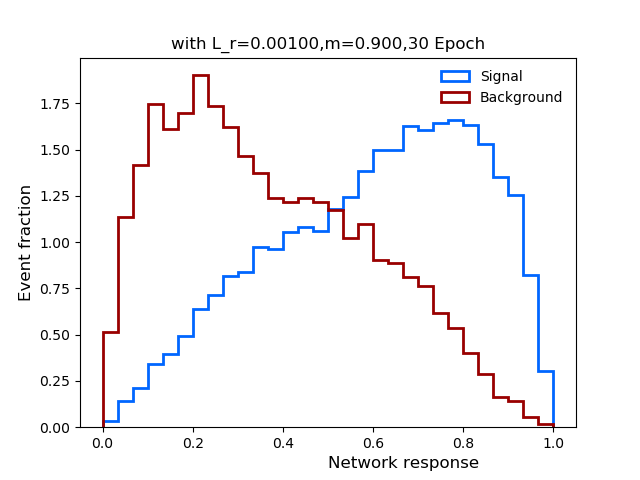 with L_r=0.00100,m=0.900,30 Epoch
Signal
Background
1.75
1.50
1.25
1.00
0.75
0.50
0.25
0.00
Event fraction
0.0 0.2 0.4 0.6 0.8 1.0
Network response